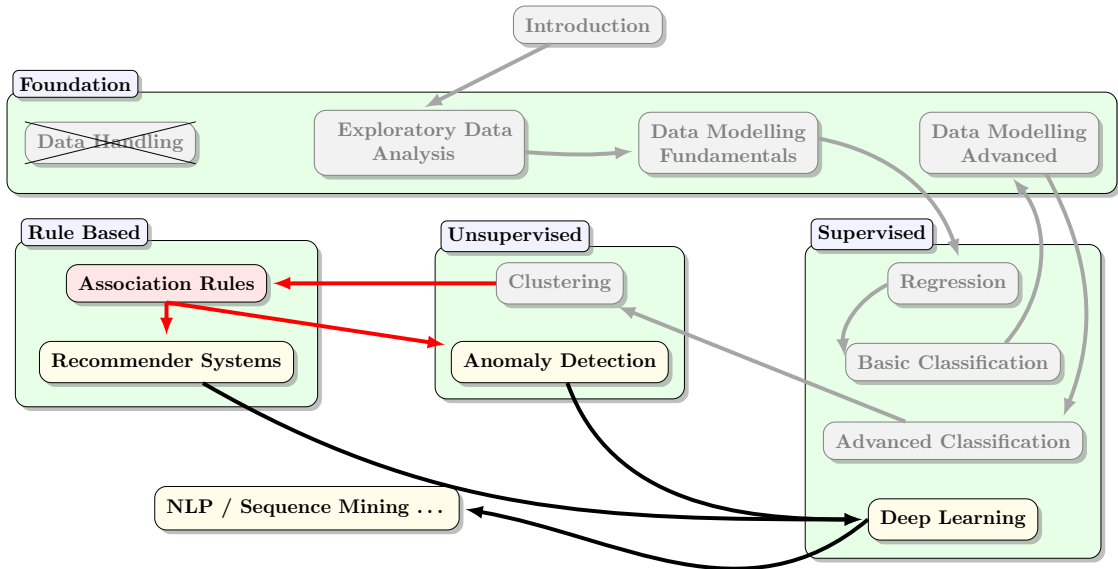 Introduction
Foundation
Data Handling
Exploratory Data
Analysis
Data Modelling
Fundamentals
Data Modelling
Advanced
Rule Based
Association Rules
Recommender Systems
Unsupervised
Clustering
Anomaly Detection
Supervised
Regression
Basic Classification
Advanced Classification
Deep Learning
NLP / Sequence Mining ...